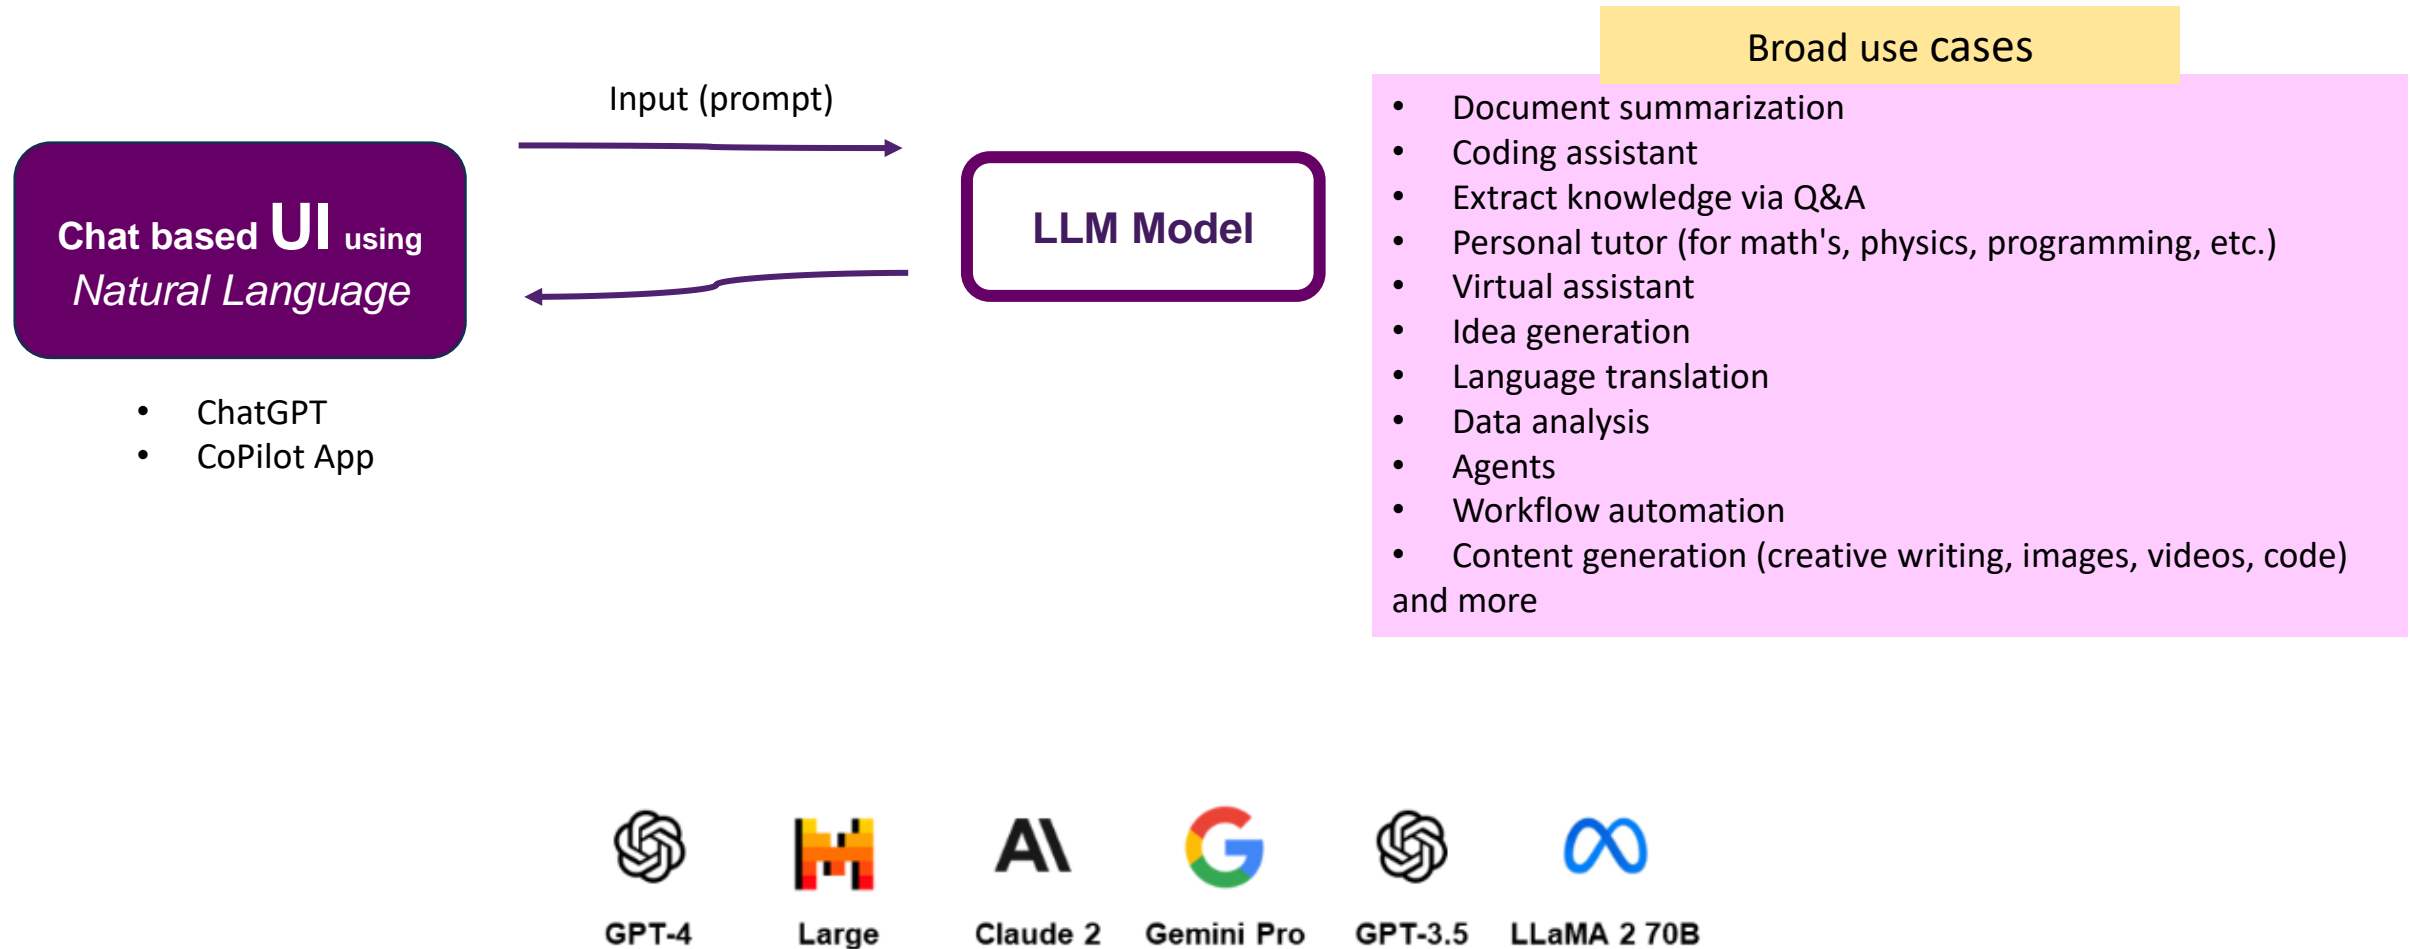 Input (prompt)
Chat based UI using
Natural Language
• ChatGPT
• CoPilot App
LLM Model
Broad use cases
• Document summarization
• Coding assistant
• Extract knowledge via Q&A
• Personal tutor (for math's, physics, programming, etc.)
• Virtual assistant
• Idea generation
• Language translation
• Data analysis
• Agents
• Workflow automation
• Content generation (creative writing, images, videos, code)
and more
GPT-4 Large Claude 2 Gemini Pro GPT-3.5 LLaMA 2 70B